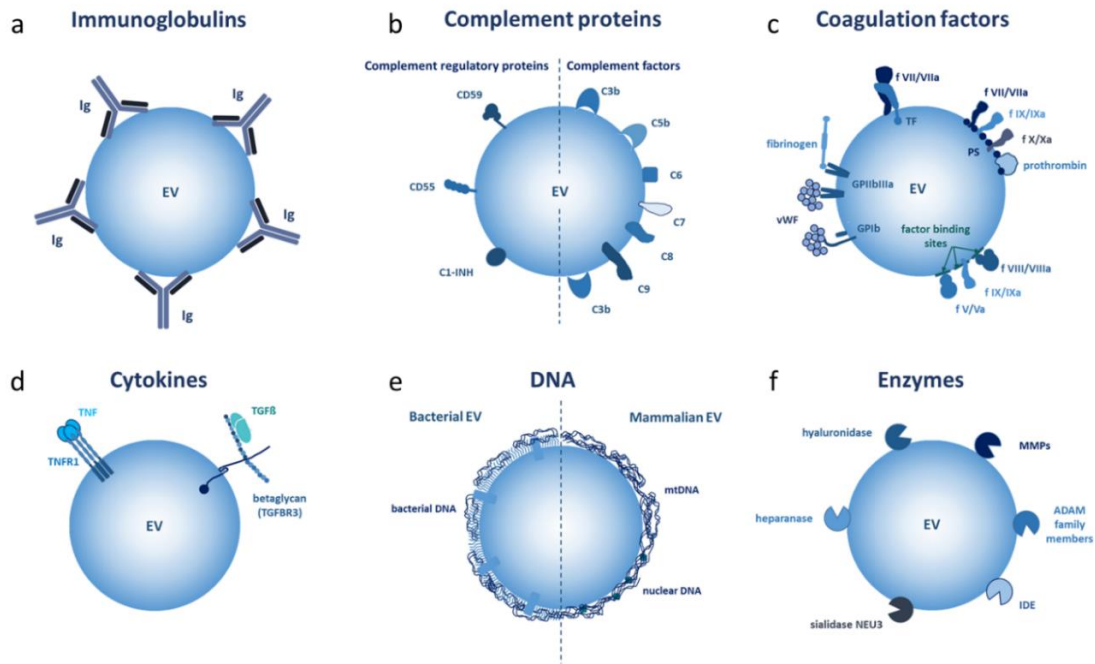 a
Immunoglobulins
Ig
Ig
Ig
Ig
Ig
EV
b
Complement proteins
Complement regulatory proteins
Complement factors
CD59
CD55
C1-INH
EV
C3b
C5b
C6
C7
C8
C9
C3b
c
Coagulation factors
f VII/VIIa
TF
f VII/VIIa
f IX/IXa
f X/Xa
PS
prothrombin
fibrinogen
GPIIbIIIa
EV
vWF
GPIb
factor binding
sites
f VIII/VIIIa
f IX/IXa
f V/Va
d
Cytokines
TNF
TNFR1
TGFß
betaglycan
(TGFBR3)
EV
e
DNA
Bacterial EV
Mammalian EV
bacterial DNA
mtDNA
EV
nuclear DNA
f
Enzymes
hyaluronidase
MMPs
heparanase
EV
ADAM
family
members
IDE
sialidase NEU3